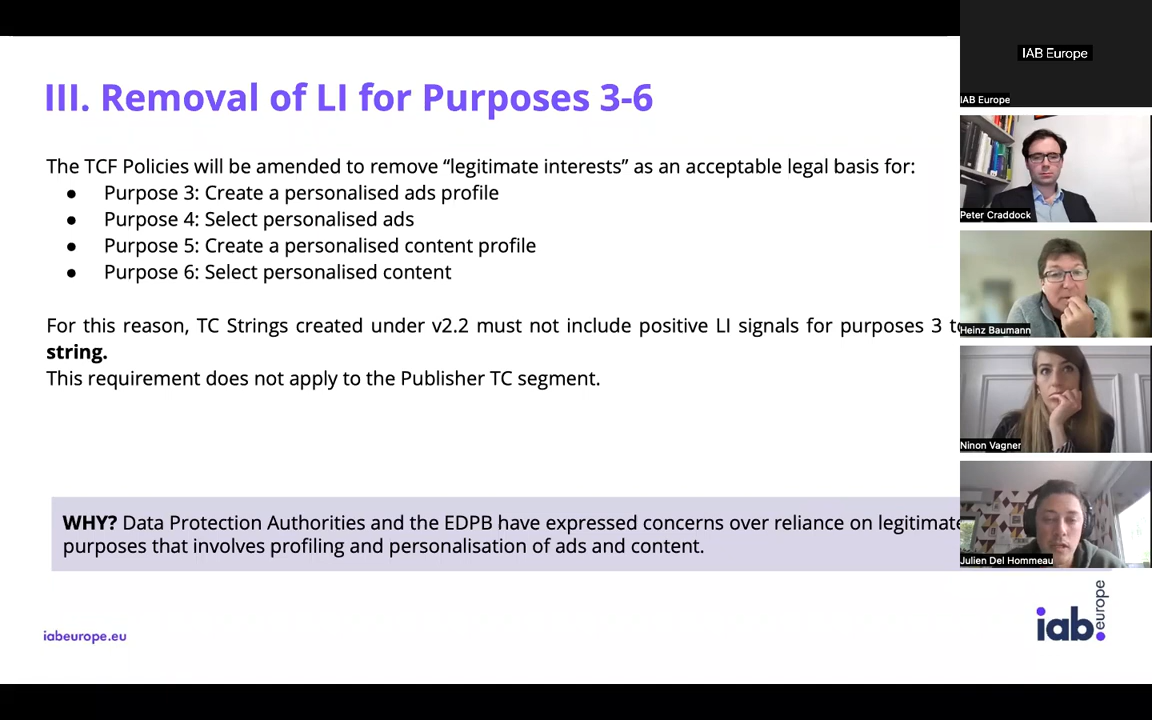 III. Removal of LI for Purposes 3-6
The TCF Policies will be amended to remove “legitimate interests” as an acceptable legal basis for:
● Purpose 3: Create a personalised ads profile
● Purpose 4: Select personalised ads
● Purpose 5: Create a personalised content profile
● Purpose 6: Select personalised content
For this reason, TC Strings created under v2.2 must not include positive LI signals for purposes 3
string.
This requirement does not apply to the Publisher TC segment.
WHY? Data Protection Authorities and the EDPB have expressed concerns over reliance on legitimate
purposes that involves profiling and personalisation of ads and content.
iabeurope.eu
iab.
europe
IAB Europe
IAB Europe
Peter Craddock
Heinz Baumann
Ninon Vagner
Julien Del Hommeau